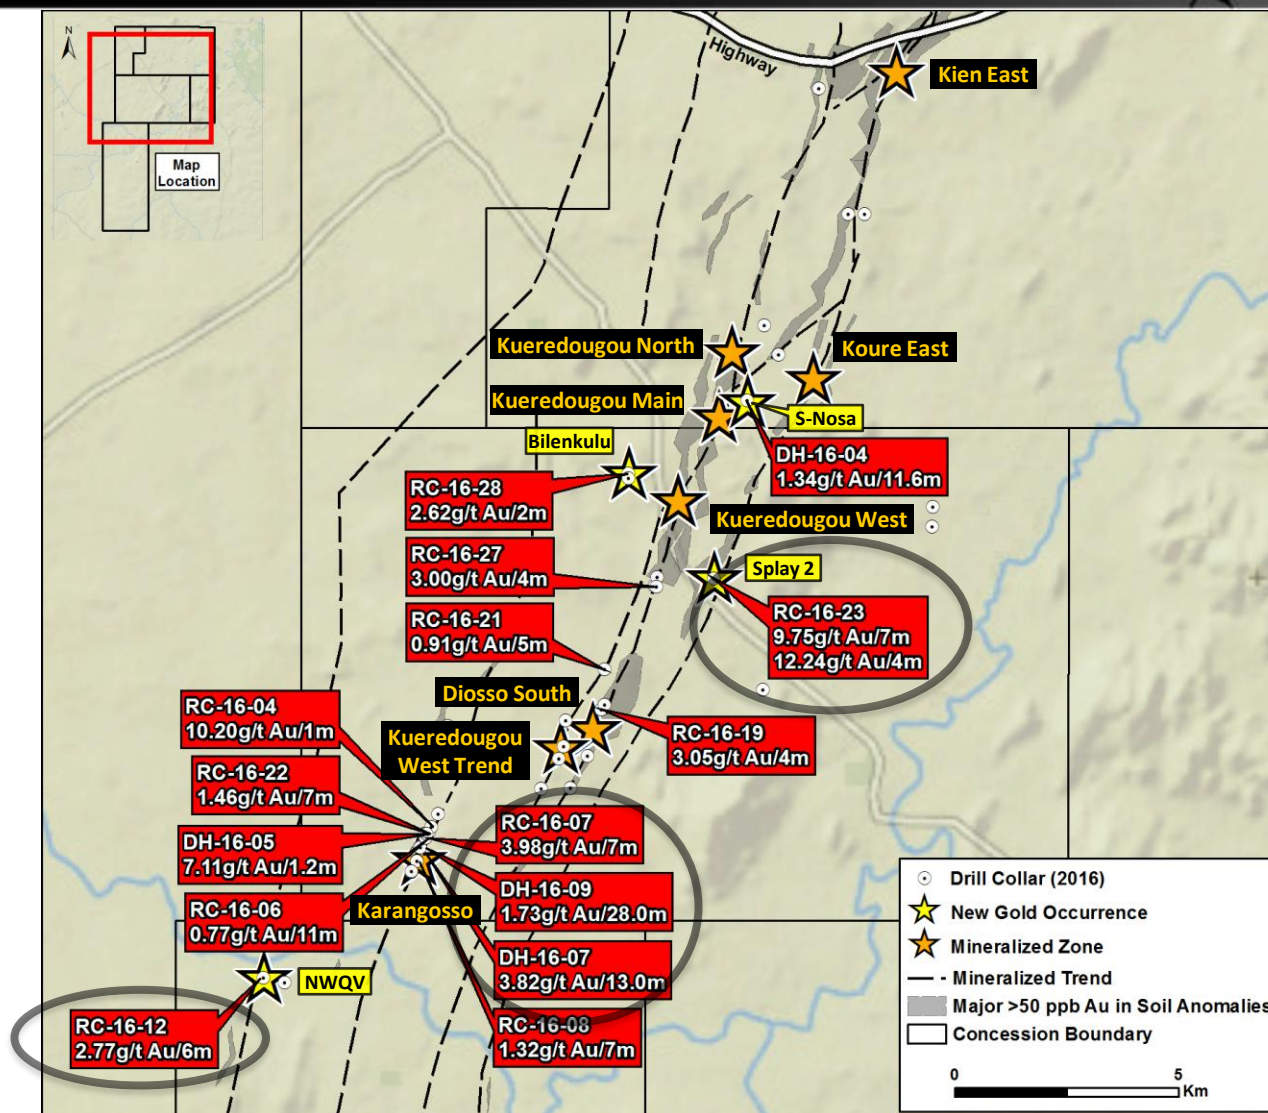 N
Map
Location
Highway
Kien East
Kueredougou North
Koure East
Kueredougou Main
S-Nosa
Bilenkulu
DH-16-04
1.34g/t Au/11.6m
RC-16-28
2.62g/t Au/2m
Kueredougou West
RC-16-27
3.00g/t Au/4m
Splay 2
RC-16-23
9.75g/t Au/7m
12.24g/t Au/4m
RC-16-21
0.91g/t Au/5m
Diosso South
RC-16-04
10.20g/t Au/1m
Kueredougou
West Trend
RC-16-19
3.05g/t Au/4m
RC-16-22
1.46g/t Au/7m
RC-16-07
3.98g/t Au/7m
DH-16-05
7.11g/t Au/1.2m
DH-16-09
1.73g/t Au/28.0m
RC-16-06
0.77g/t Au/11m
Karangosso
DH-16-07
3.82g/t Au/13.0m
NWQV
RC-16-12
2.77g/t Au/6m
RC-16-08
1.32g/t Au/7m
Drill Collar (2016)
New Gold Occurrence
Mineralized Zone
Mineralized Trend
Major >50 ppb Au in Soil Anomalies
Concession Boundary
0 5
Km